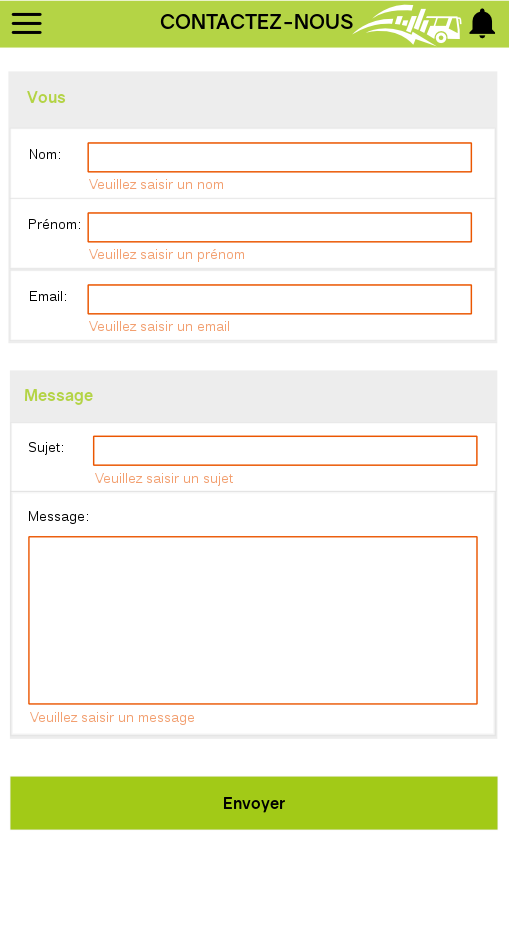 CONTACTEZ-NOUS
Vous
Nom:
Veuillez saisir un nom
Prénom:
Veuillez saisir un prénom
Email:
Veuillez saisir un email
Message
Sujet:
Veuillez saisir un sujet
Message:
Veuillez saisir un message
Envoyer